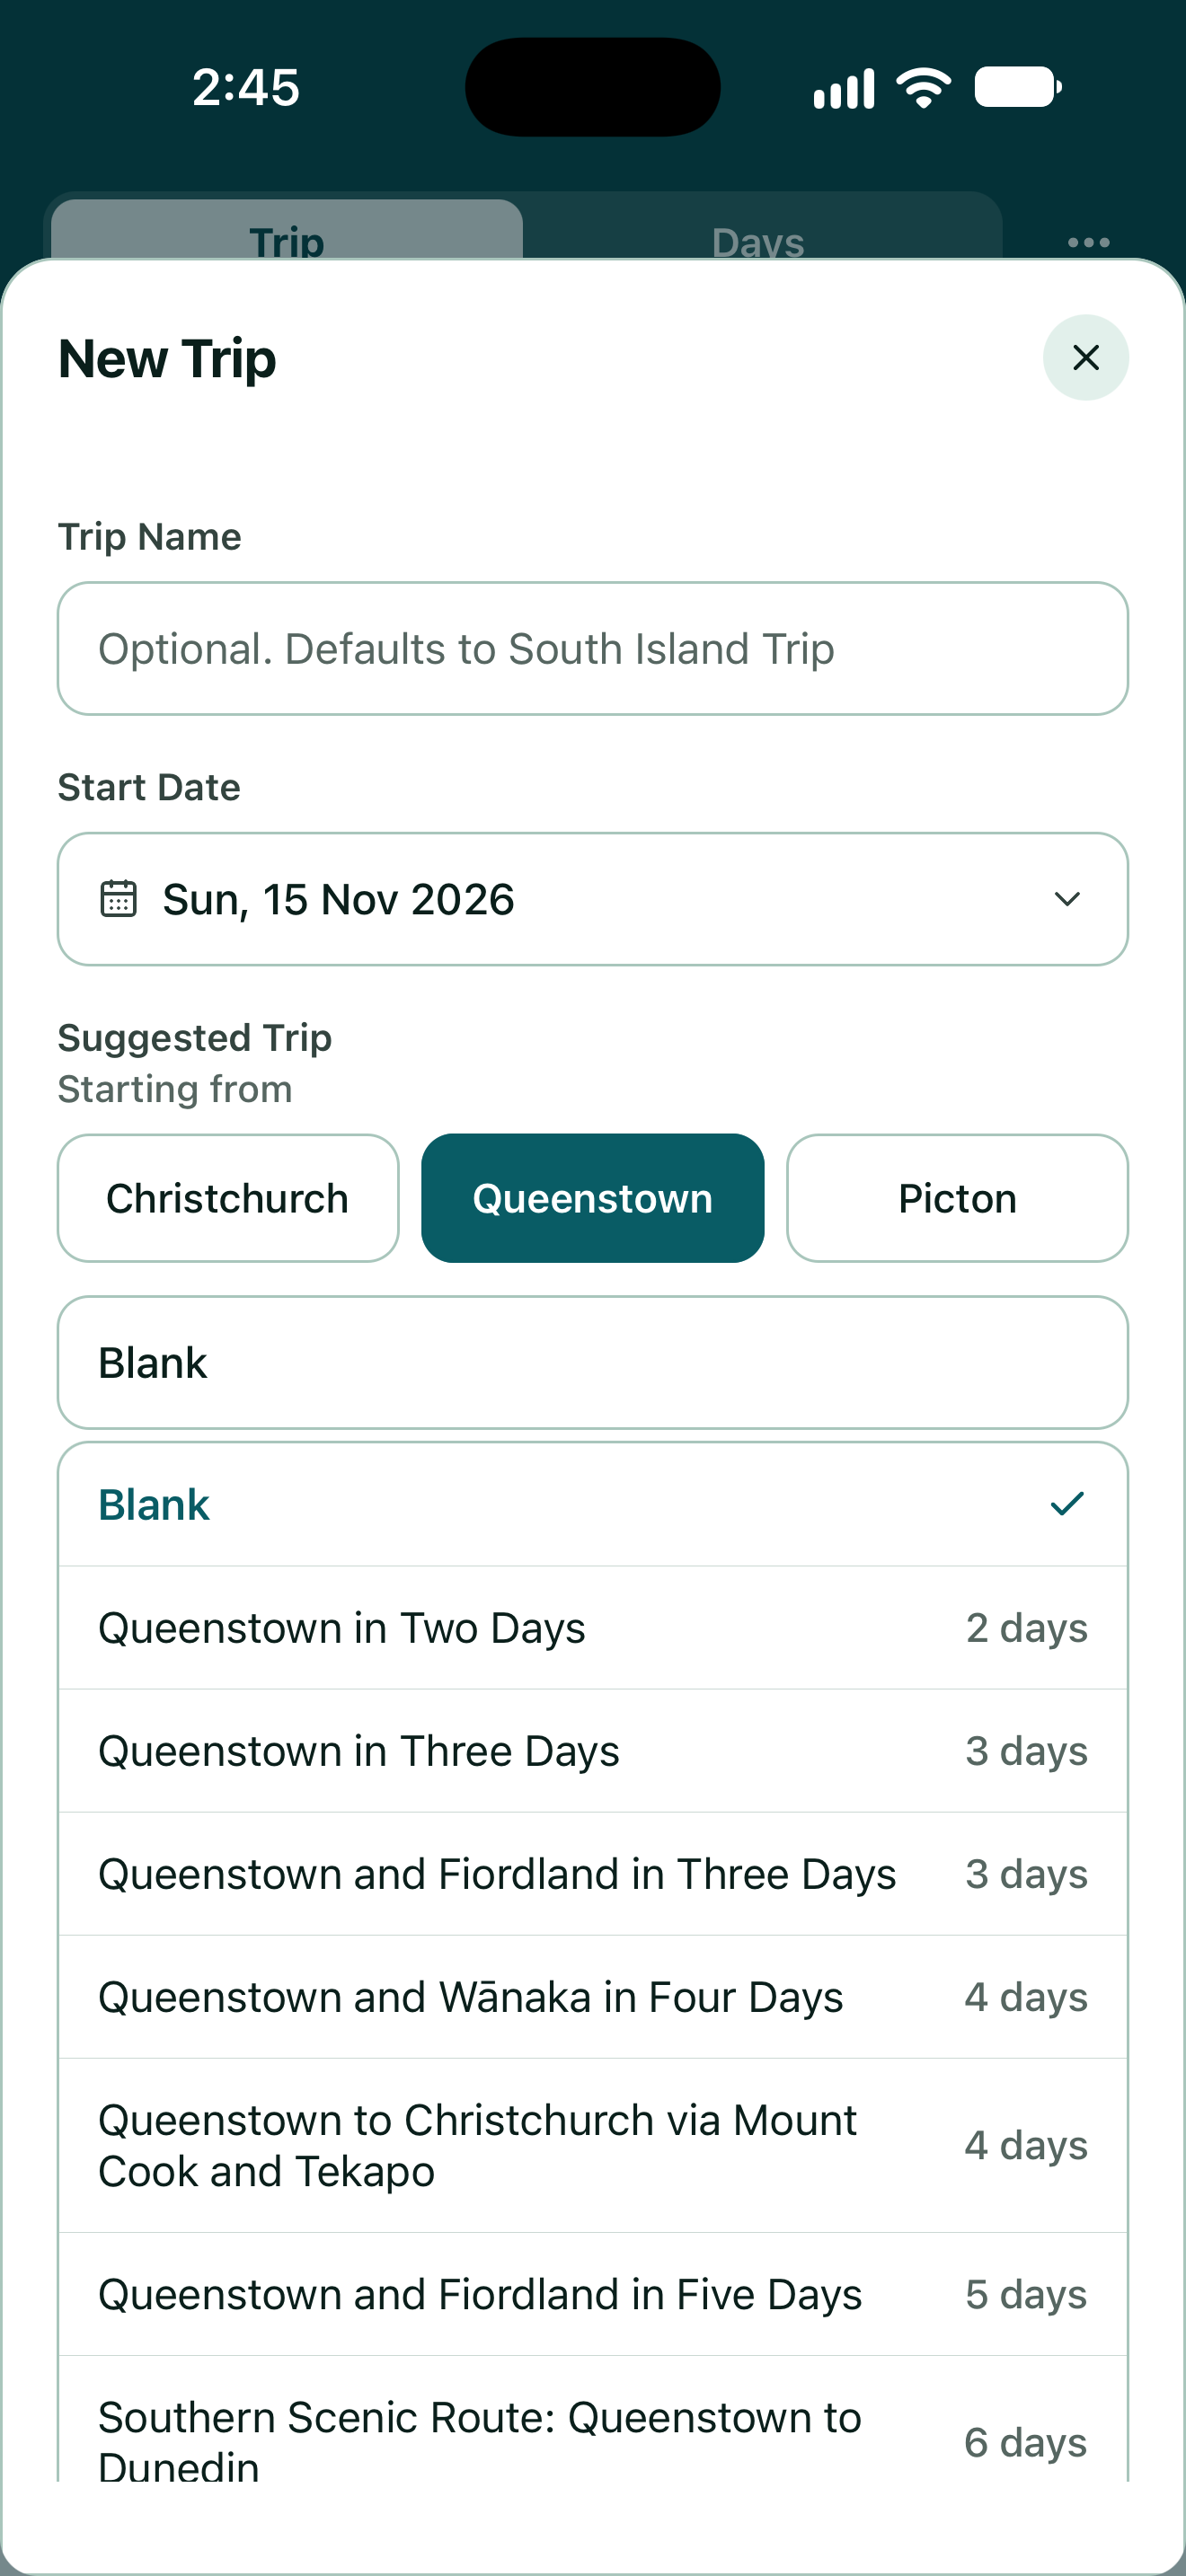 2:45
Trip
Days
New Trip
Trip Name
Optional. Defaults to South Island Trip
Start Date
Sun, 15 Nov 2026
Suggested Trip
Starting from
Christchurch
Queenstown
Picton
Blank
Blank
Queenstown in Two Days
2 days
Queenstown in Three Days
3 days
Queenstown and Fiordland in Three Days
3 days
Queenstown and Wānaka in Four Days
4 days
Queenstown to Christchurch via Mount
Cook and Tekapo
4 days
Queenstown and Fiordland in Five Days
5 days
Southern Scenic Route: Queenstown to
Dunedin
6 days